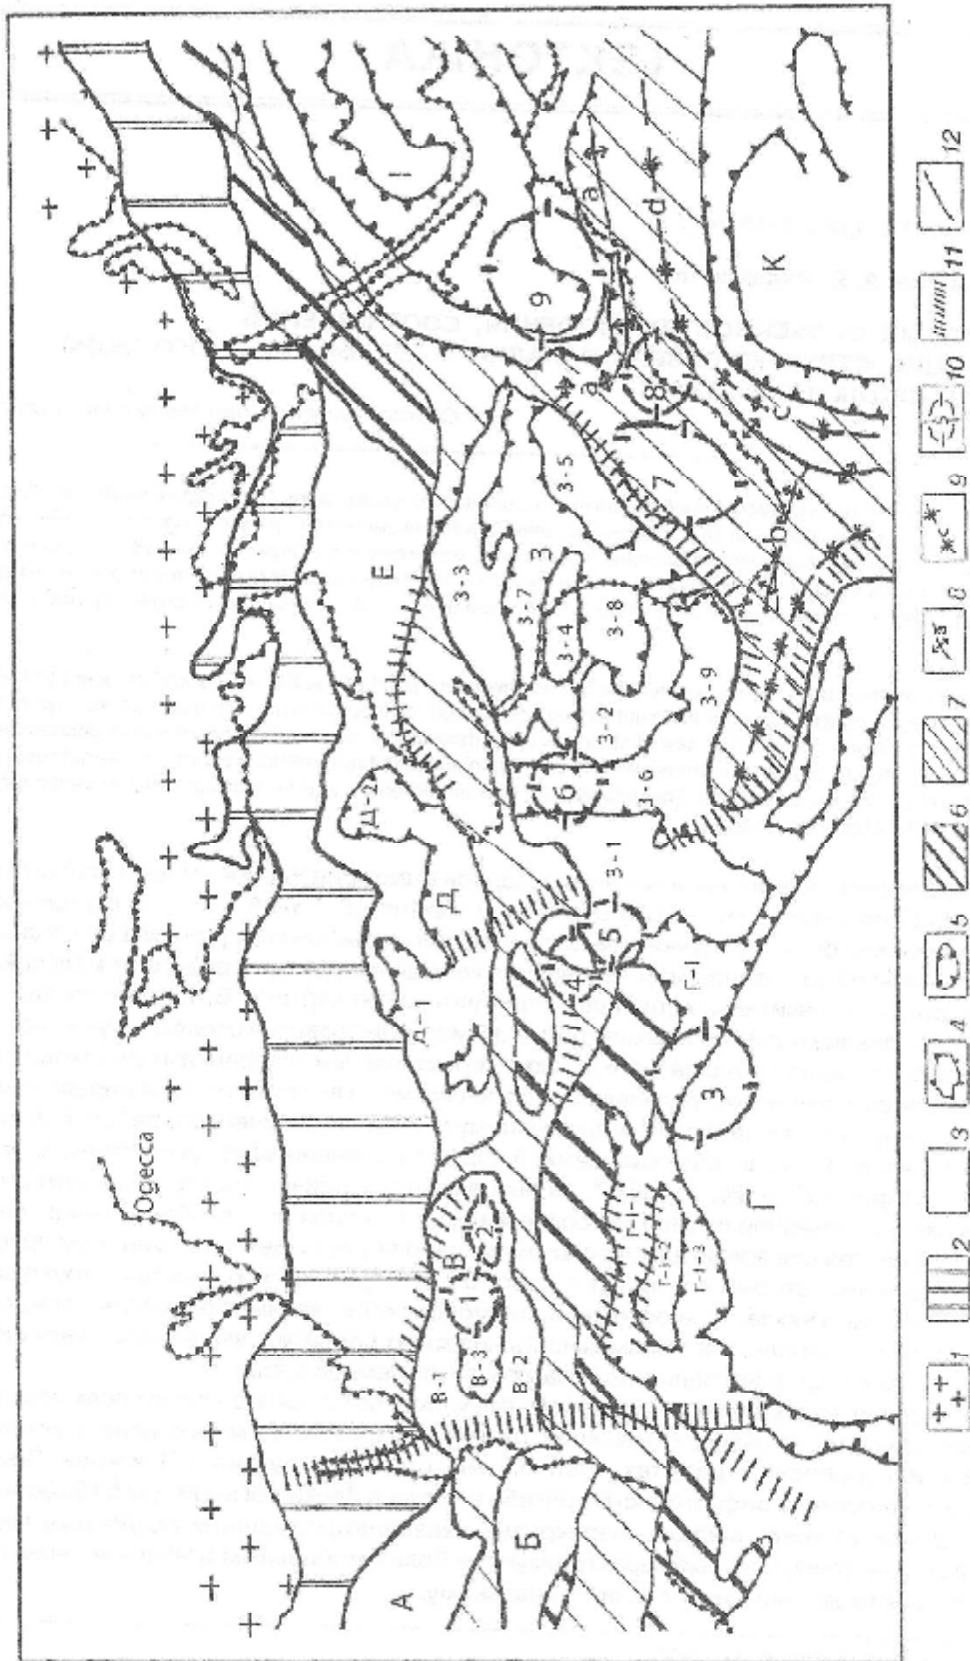 Одесса
А
Б
В
В-1
В-3
В-2
1
2
Г
Г-1
Г-1-1
Г-1-2
Г-1-3
3
4
5
Д
Д-1
Д-2
Е
З
З-1
З-2
З-3
З-4
З-5
З-6
З-7
З-8
З-9
6
7
8
9
І
К
a
a
b
c
d
1
2
3
4
5
6
7
8
9
10
11
12